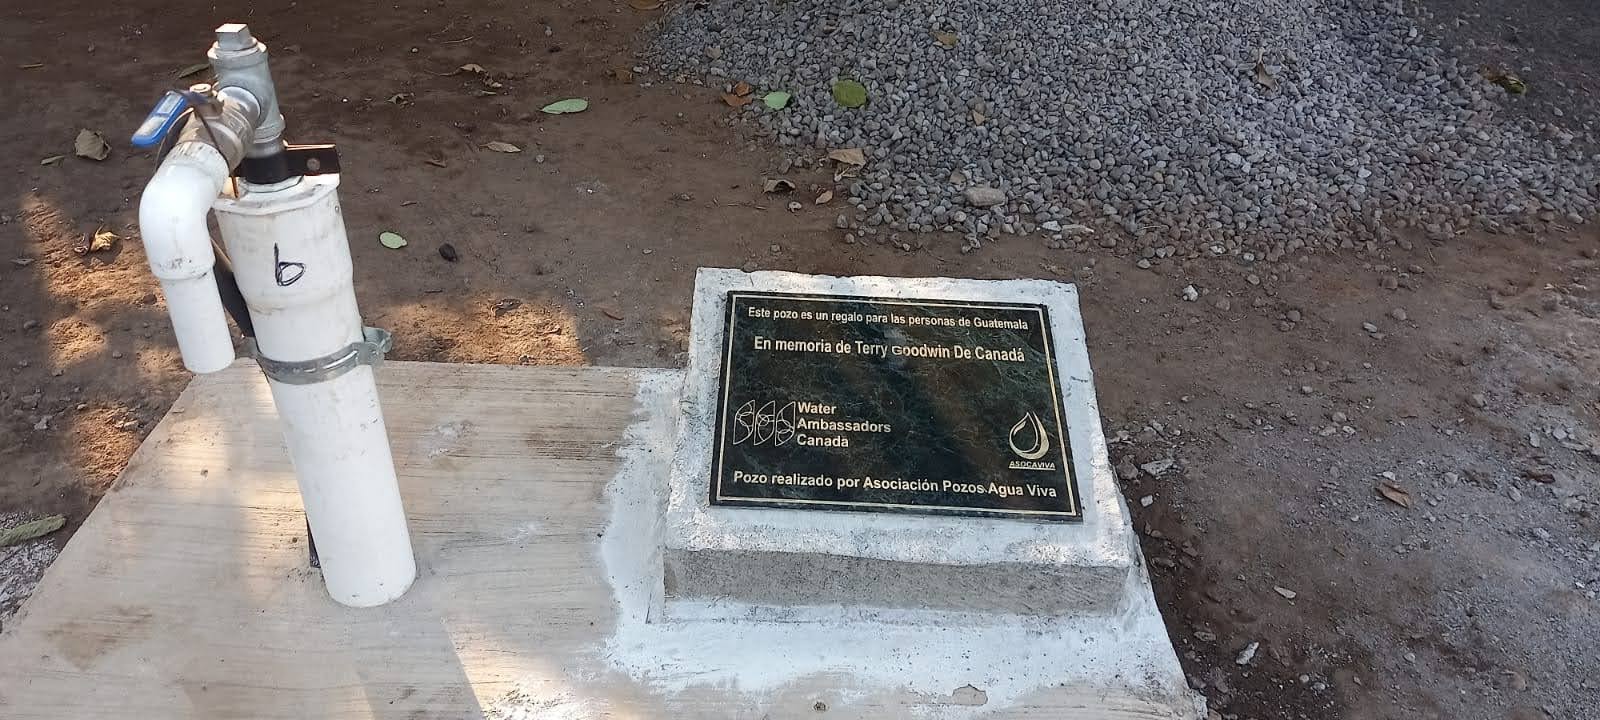 b
Este pozo es un regalo para las personas de Guatemala
En memoria de Terry Goodwin De Canadá
Water
Ambassadors
Canada
ASOCAVIVA
Pozo realizado por Asociación Pozos Agua Viva